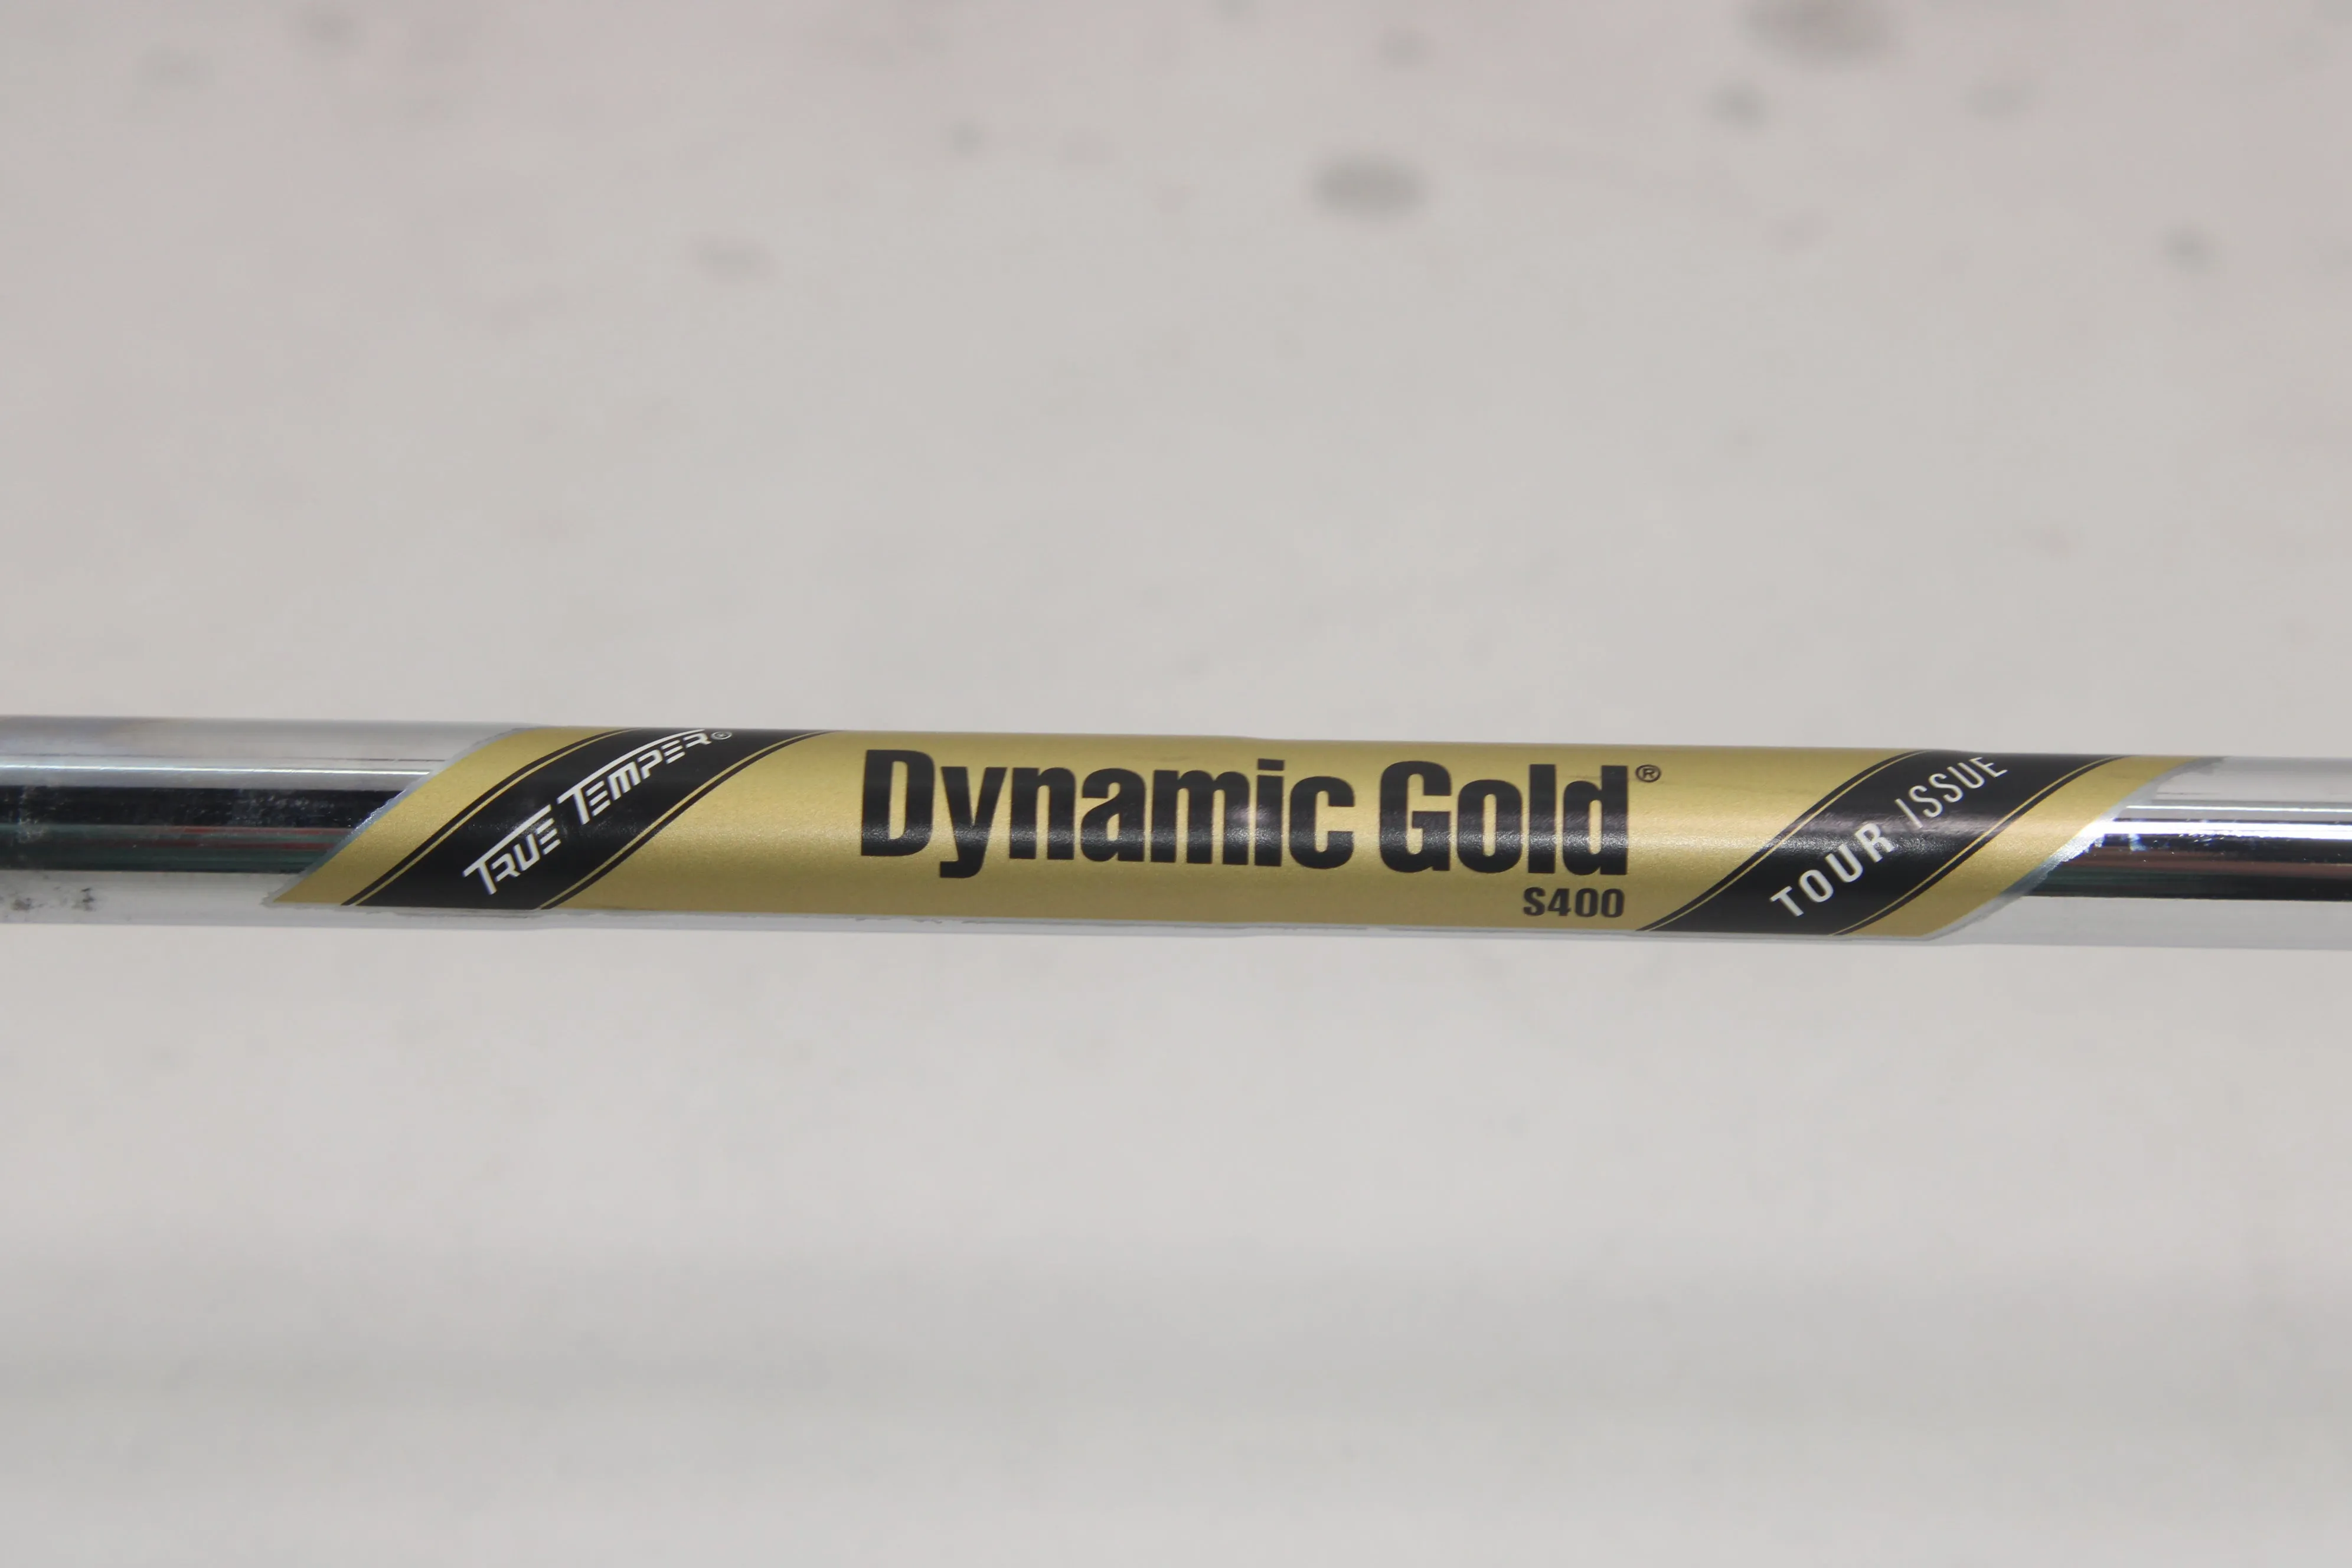 TRUE TEMPER®
Dynamic Gold®
S400
TOUR ISSUE